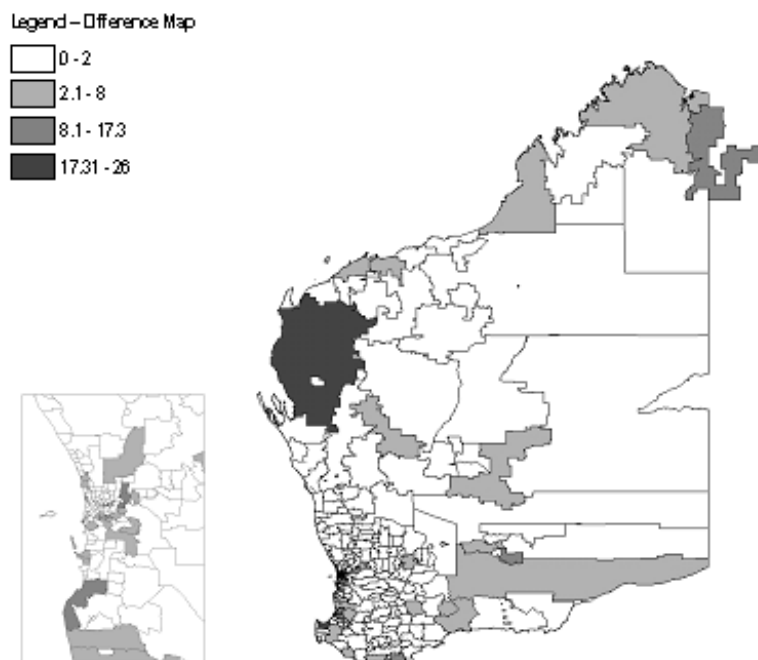 Legend – Difference Map
0 - 2
2.1 - 8
8.1 - 17.3
17.31 - 26